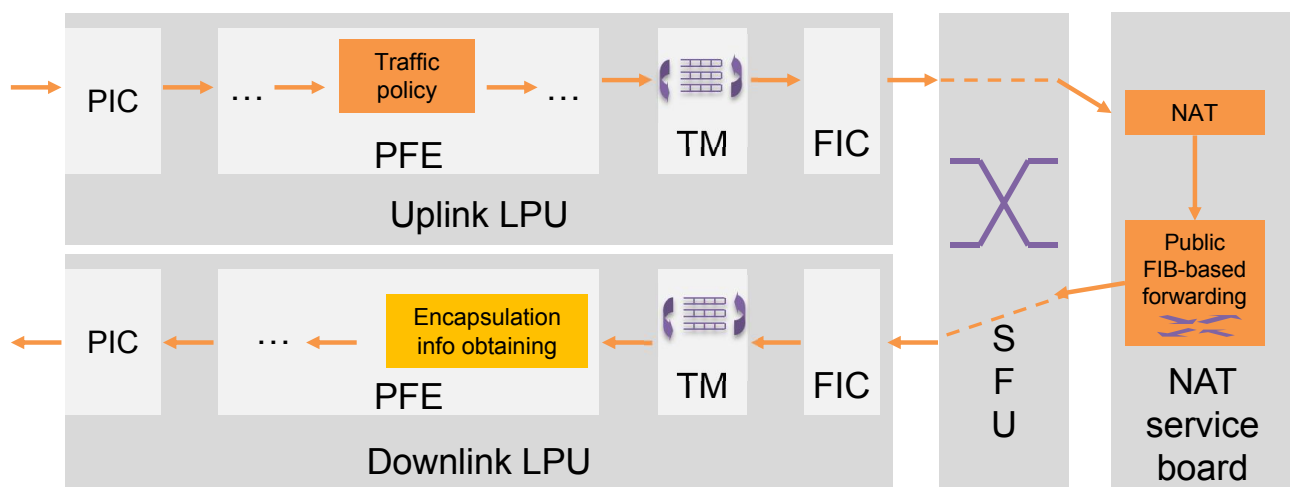 PIC
...
Traffic
policy
...
PFE
TM
FIC
Uplink LPU
NAT
Public
FIB-based
forwarding
PIC
...
Encapsulation
info obtaining
PFE
TM
FIC
Downlink LPU
S
F
U
NAT
service
board